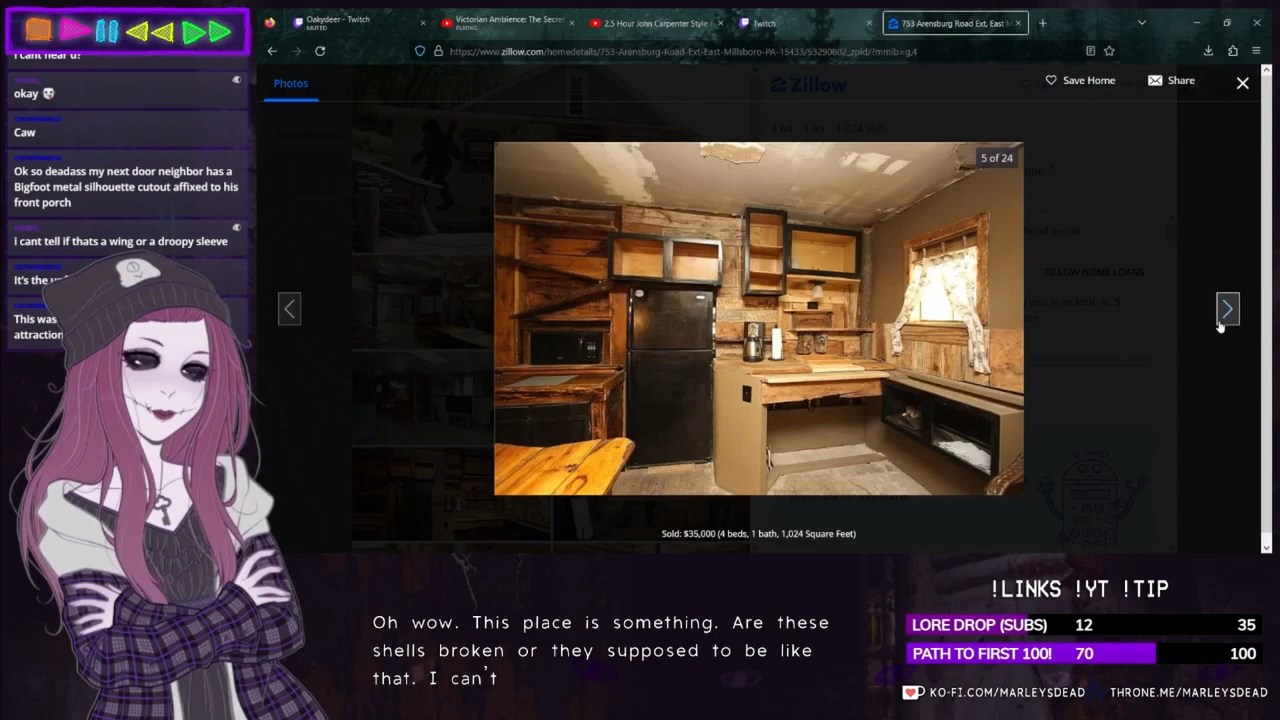 Oakydeer - Twitch
MUTED
Victorian Ambience: The Secret
PLAYING
2.5 Hour John Carpenter Style
Twitch
753 Arensburg Road Ext, East M
https://www.zillow.com/homedetails/753-Arensburg-Road-Ext-East-Millsboro-PA-15433/53290802_zpid/?mmlb=g,4
Photos
Zillow
Save Home
Share
5 of 24
ZILLOW HOME LOANS
Sold: $35,000 (4 beds, 1 bath, 1,024 Square Feet)
i cant hear u?
okay
Caw
Ok so deadass my next door neighbor has a
Bigfoot metal silhouette cutout affixed to his
front porch
i cant tell if thats a wing or a droopy sleeve
It's the
This was
attraction
Oh wow. This place is something. Are these
shells broken or they supposed to be like
that. I can't
!LINKS !YT !TIP
LORE DROP (SUBS) 12 35
PATH TO FIRST 100! 70 100
KO-FI.COM/MARLEYSDEAD THRONE.ME/MARLEYSDEAD